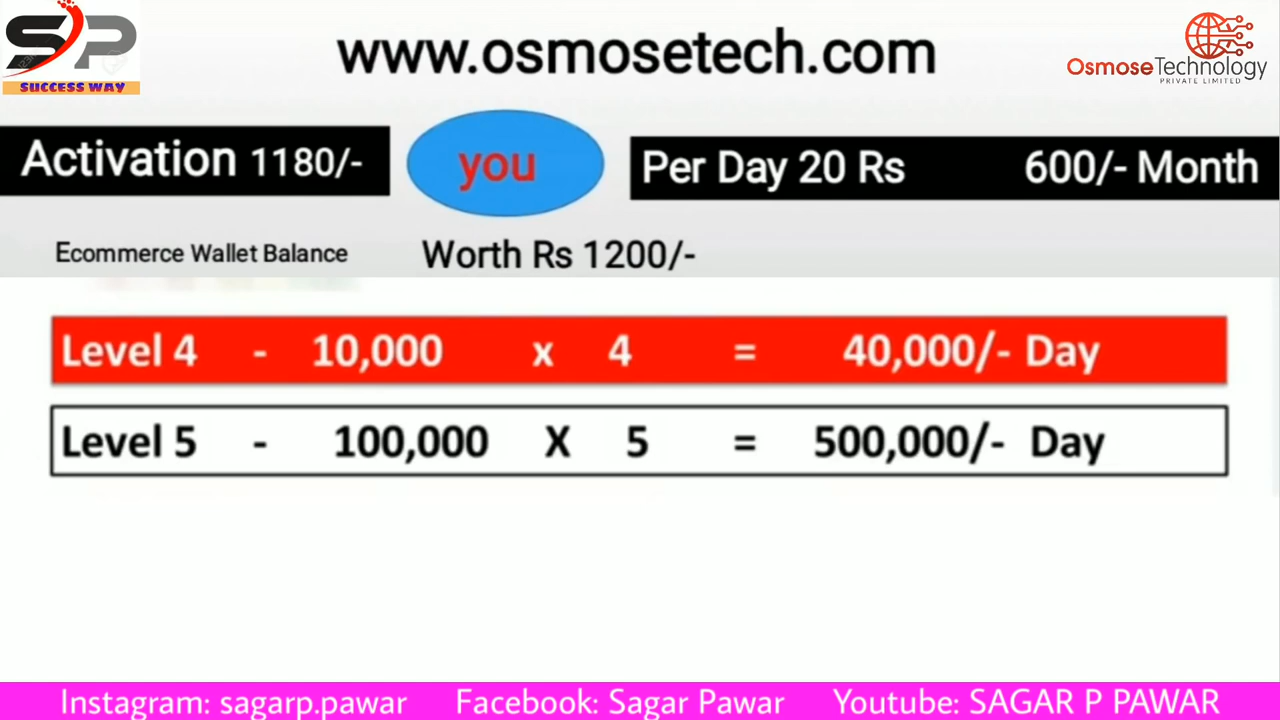 SP
SUCCESS WAY
www.osmosetech.com
OsmoseTechnology
PRIVATE LIMITED
Activation 1180/-
you
Per Day 20 Rs 600/- Month
Ecommerce Wallet Balance Worth Rs 1200/-
Level 4 - 10,000 x 4 = 40,000/- Day
Level 5 - 100,000 X 5 = 500,000/- Day
Instagram: sagarp.pawar Facebook: Sagar Pawar Youtube: SAGAR P PAWAR